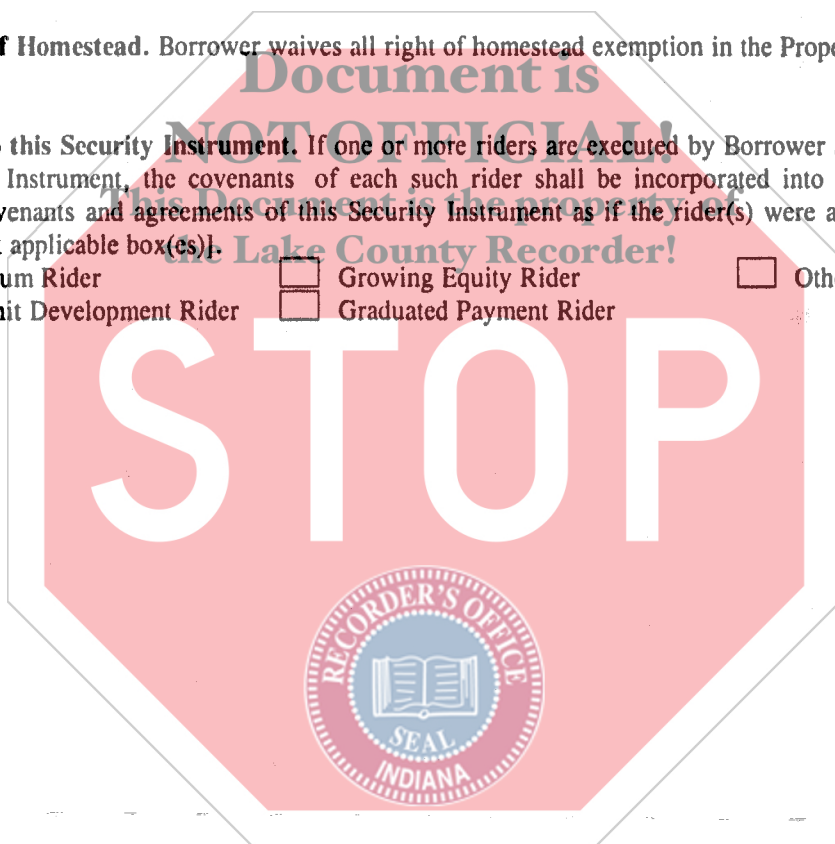 f Homestead. Borrower waives all right of homestead exemption in the Prope
Document is
this Security Instrument. If one or more riders are executed by Borrower
NOT OFFICIAL!
Instrument, the covenants of each such rider shall be incorporated into
This Document is the property of
venants and agreements of this Security Instrument as if the rider(s) were a
applicable box(es)].
the Lake County Recorder!
um Rider Growing Equity Rider Oth
nit Development Rider Graduated Payment Rider
STOP
RECORDER'S OFFICE
SEAL
INDIANA